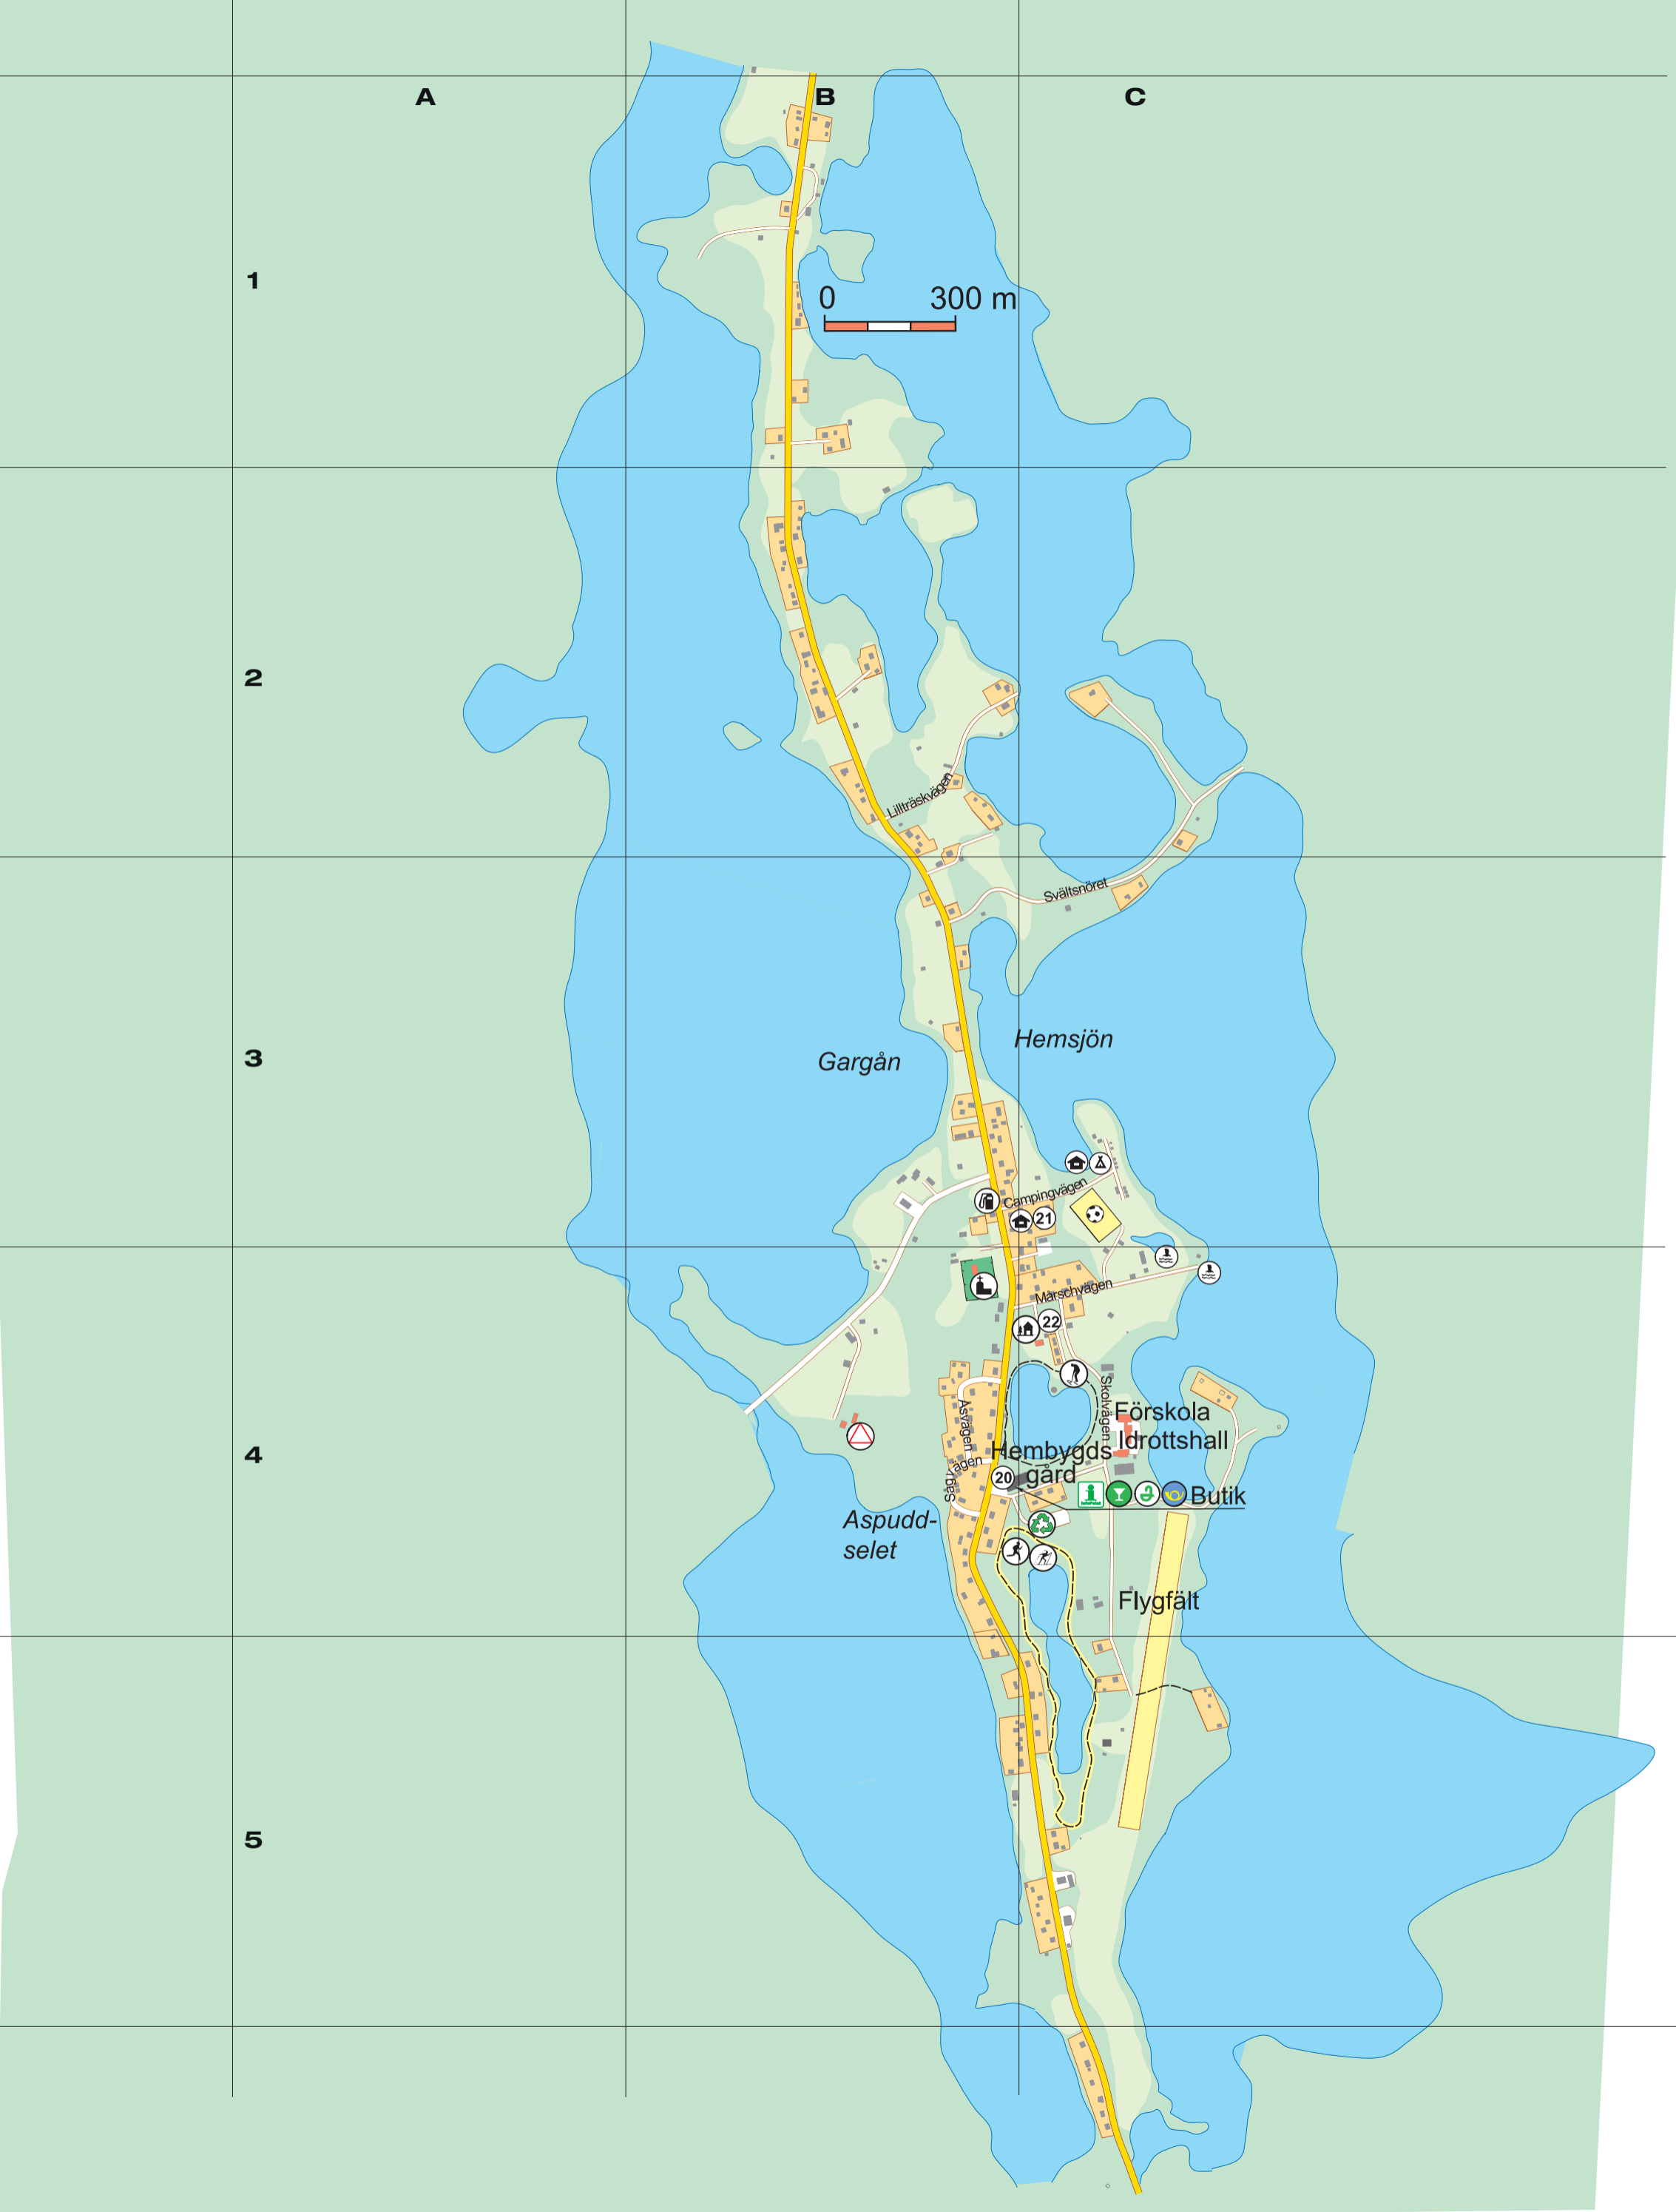 A
B
C
1
0 300 m
2
Lillträskvägen
Svältsnöret
3
Hemsjön
Gargån
Campingvägen
21
Marschvägen
22
Skolvägen
Förskola
Idrottshall
Åsvägen
4
Hembygds
gård
20
Butik
Aspudd-
selet
Flygfält
5